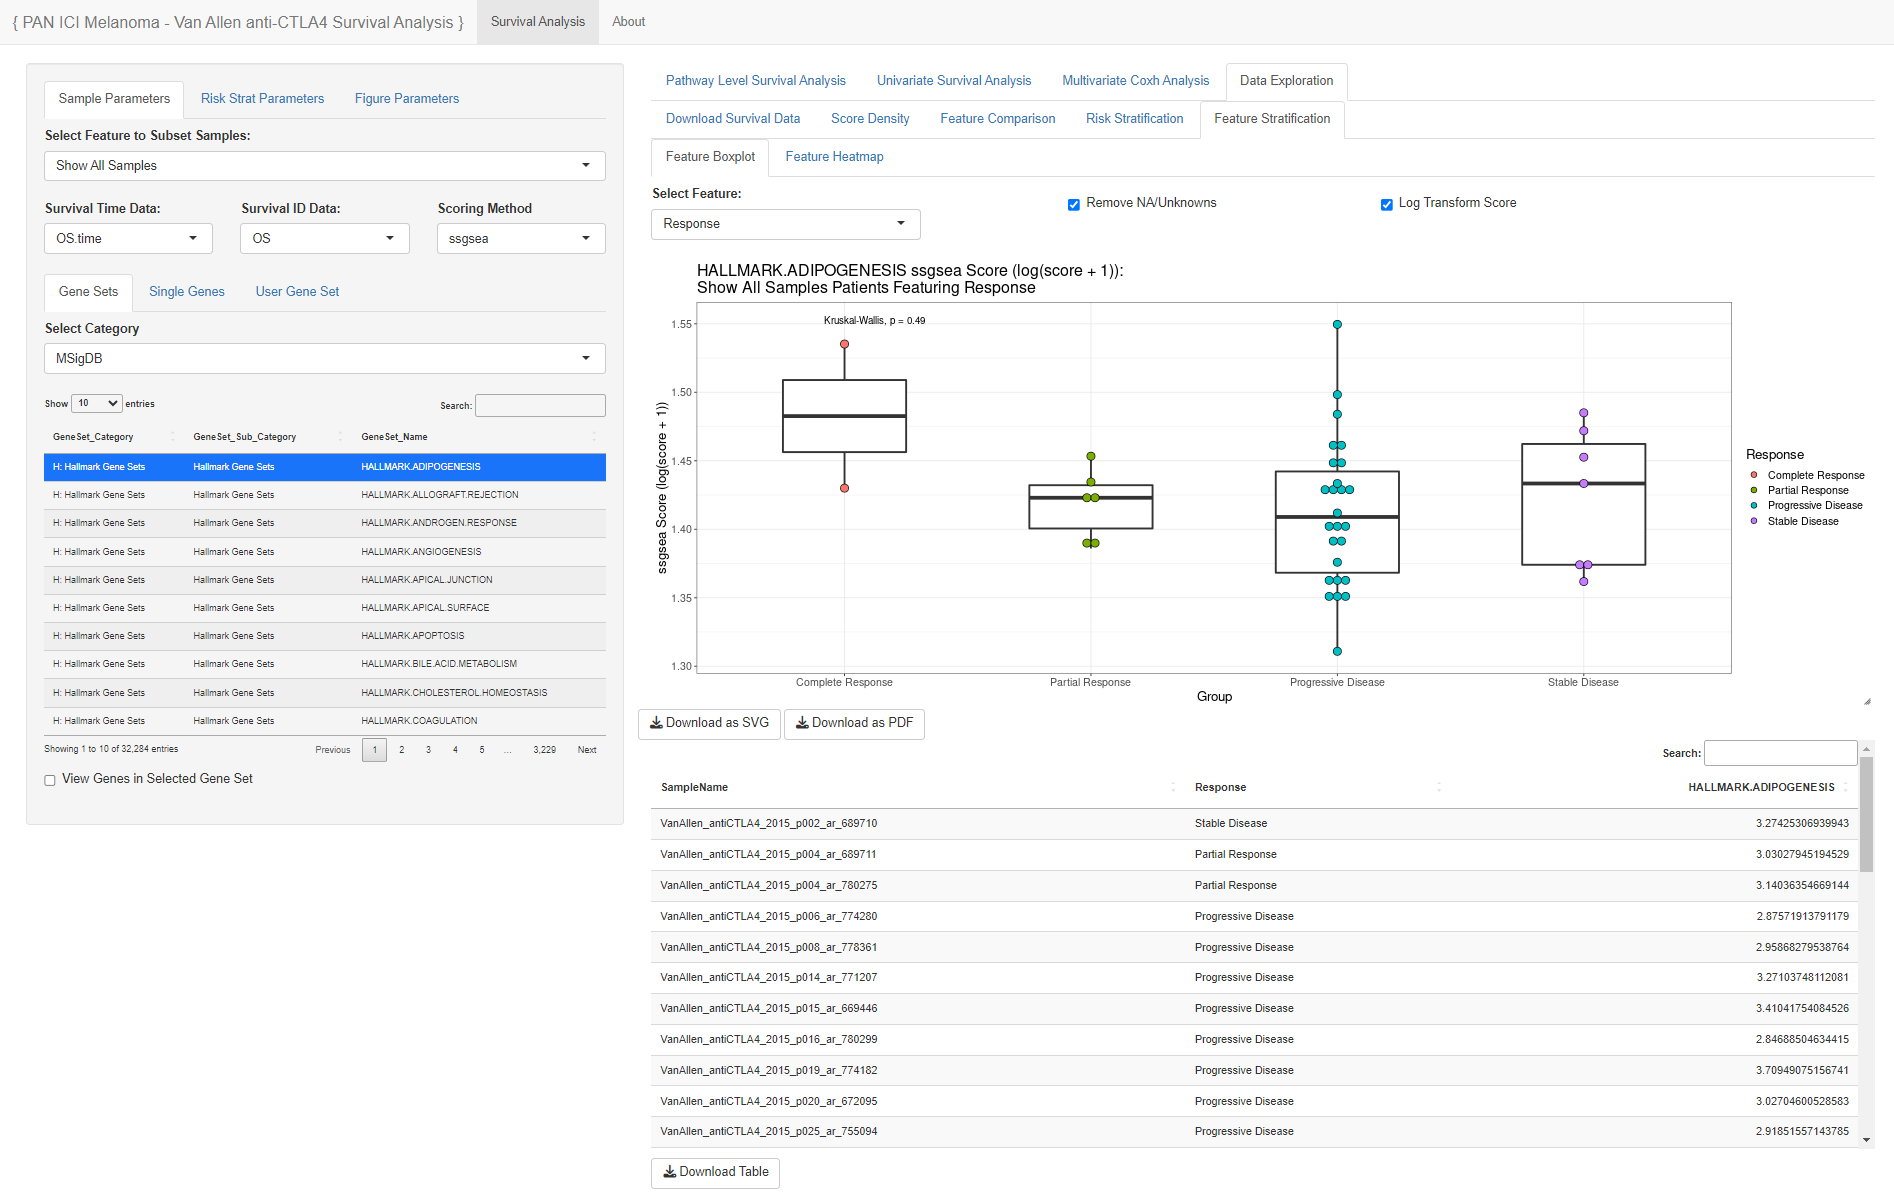 { PAN ICI Melanoma - Van Allen anti-CTLA4 Survival Analysis } Survival Analysis About
Sample Parameters Risk Strat Parameters Figure Parameters
Select Feature to Subset Samples:
Show All Samples
Survival Time Data: Survival ID Data: Scoring Method
OS.time OS ssgsea
Gene Sets Single Genes User Gene Set
Select Category
MSigDB
Show 10 entries Search:
GeneSet_Category GeneSet_Sub_Category GeneSet_Name
H: Hallmark Gene Sets Hallmark Gene Sets HALLMARK.ADIPOGENESIS
H: Hallmark Gene Sets Hallmark Gene Sets HALLMARK.ALLOGRAFT.REJECTION
H: Hallmark Gene Sets Hallmark Gene Sets HALLMARK.ANDROGEN.RESPONSE
H: Hallmark Gene Sets Hallmark Gene Sets HALLMARK.ANGIOGENESIS
H: Hallmark Gene Sets Hallmark Gene Sets HALLMARK.APICAL.JUNCTION
H: Hallmark Gene Sets Hallmark Gene Sets HALLMARK.APICAL.SURFACE
H: Hallmark Gene Sets Hallmark Gene Sets HALLMARK.APOPTOSIS
H: Hallmark Gene Sets Hallmark Gene Sets HALLMARK.BILE.ACID.METABOLISM
H: Hallmark Gene Sets Hallmark Gene Sets HALLMARK.CHOLESTEROL.HOMEOSTASIS
H: Hallmark Gene Sets Hallmark Gene Sets HALLMARK.COAGULATION
Showing 1 to 10 of 32,284 entries Previous 1 2 3 4 5 ... 3,229 Next
View Genes in Selected Gene Set
Pathway Level Survival Analysis Univariate Survival Analysis Multivariate Coxh Analysis Data Exploration
Download Survival Data Score Density Feature Comparison Risk Stratification Feature Stratification
Feature Boxplot Feature Heatmap
Select Feature: Remove NA/Unknowns Log Transform Score
Response
HALLMARK.ADIPOGENESIS ssgsea Score (log(score + 1)):
Show All Samples Patients Featuring Response
Kruskal-Wallis, p = 0.49
1.55
1.50
1.45
1.40
1.35
1.30
ssgsea Score (log(score + 1))
Complete Response Partial Response Progressive Disease Stable Disease
Group
Response
Complete Response
Partial Response
Progressive Disease
Stable Disease
Download as SVG Download as PDF
Search:
SampleName Response HALLMARK.ADIPOGENESIS
VanAllen_antiCTLA4_2015_p002_ar_689710 Stable Disease 3.27425306939943
VanAllen_antiCTLA4_2015_p004_ar_689711 Partial Response 3.03027945194529
VanAllen_antiCTLA4_2015_p004_ar_780275 Partial Response 3.14036354669144
VanAllen_antiCTLA4_2015_p006_ar_774280 Progressive Disease 2.87571913791179
VanAllen_antiCTLA4_2015_p008_ar_778361 Progressive Disease 2.95868279538764
VanAllen_antiCTLA4_2015_p014_ar_771207 Progressive Disease 3.27103748112081
VanAllen_antiCTLA4_2015_p015_ar_669446 Progressive Disease 3.41041754084526
VanAllen_antiCTLA4_2015_p016_ar_780299 Progressive Disease 2.84688504634415
VanAllen_antiCTLA4_2015_p019_ar_774182 Progressive Disease 3.70949075156741
VanAllen_antiCTLA4_2015_p020_ar_672095 Progressive Disease 3.02704600528583
VanAllen_antiCTLA4_2015_p025_ar_755094 Progressive Disease 2.91851557143785
Download Table